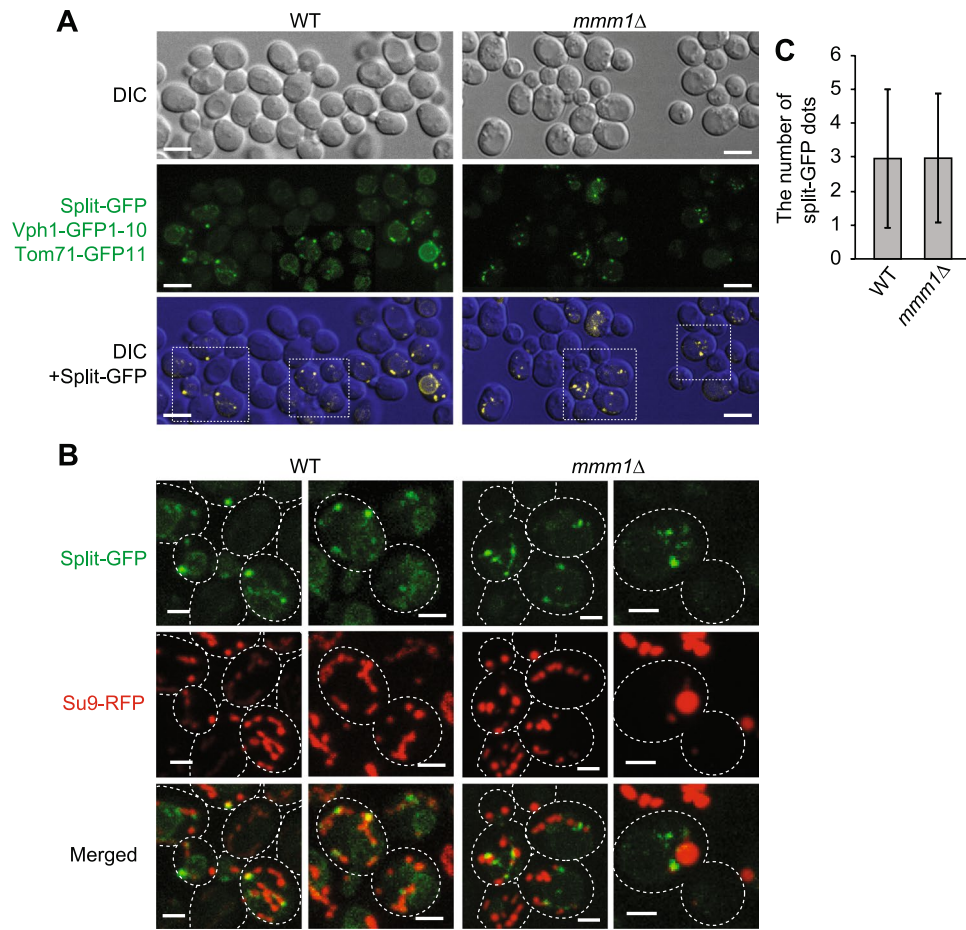 A
WT
mmm1Δ
DIC
Split-GFP
Vph1-GFP1-10
Tom71-GFP11
DIC
+Split-GFP
C
The number of
split-GFP dots
6
5
4
3
2
1
0
WT
mmm1Δ
B
WT
mmm1Δ
Split-GFP
Su9-RFP
Merged